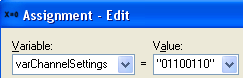 Assignment - Edit
Variable: Value:
varChannelSettings = "01100110"